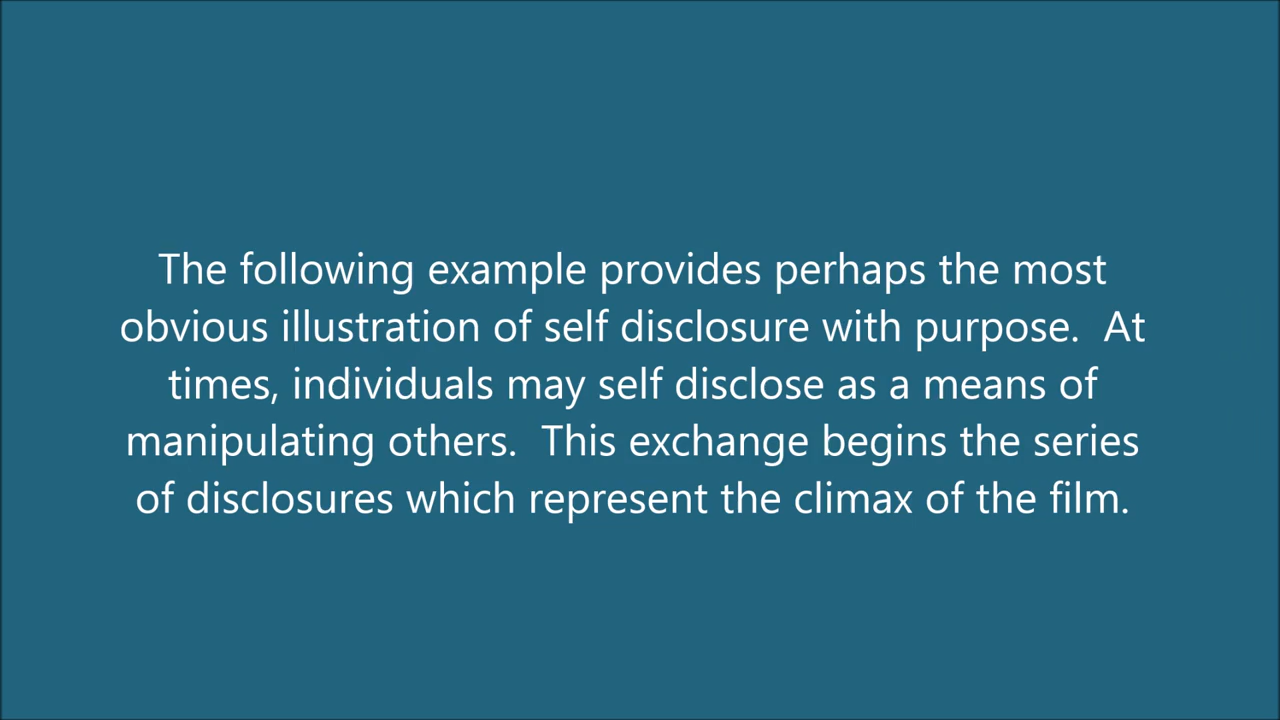 The following example provides perhaps the most
obvious illustration of self disclosure with purpose.  At
times, individuals may self disclose as a means of
manipulating others.  This exchange begins the series
of disclosures which represent the climax of the film.